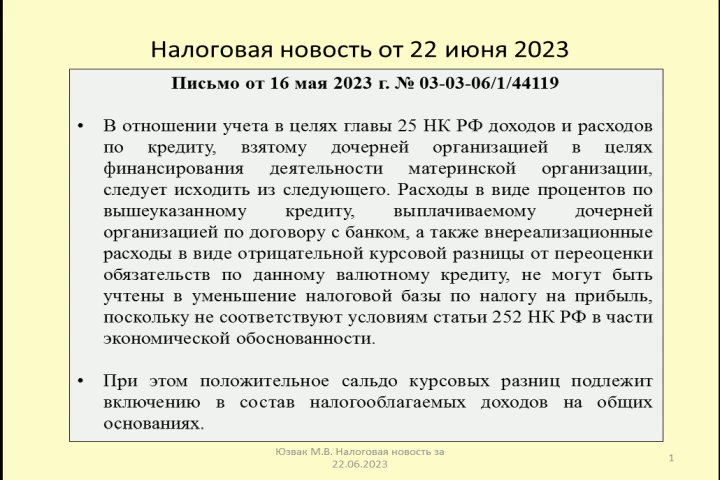 Налоговая новость от 22 июня 2023
Письмо от 16 мая 2023 г. № 03-03-06/1/44119
• В отношении учета в целях главы 25 НК РФ доходов и расходов
по кредиту, взятому дочерней организацией в целях
финансирования деятельности материнской организации,
следует исходить из следующего. Расходы в виде процентов по
вышеуказанному кредиту, выплачиваемому дочерней
организацией по договору с банком, а также внереализационные
расходы в виде отрицательной курсовой разницы от переоценки
обязательств по данному валютному кредиту, не могут быть
учтены в уменьшение налоговой базы по налогу на прибыль,
поскольку не соответствуют условиям статьи 252 НК РФ в части
экономической обоснованности.
• При этом положительное сальдо курсовых разниц подлежит
включению в состав налогооблагаемых доходов на общих
основаниях.
Юзвак М.В. Налоговая новость за
22.06.2023
1